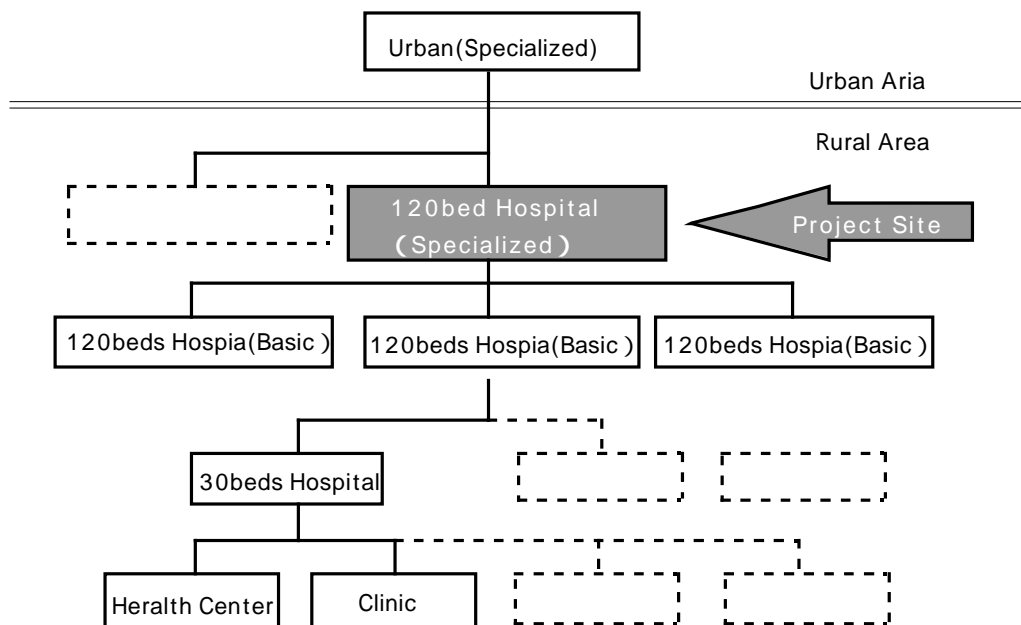 Urban(Specialized)
Urban Aria
Rural Area
120bed Hospital
(Specialized)
Project Site
120beds Hospia(Basic)
120beds Hospia(Basic)
120beds Hospia(Basic)
30beds Hospital
Heralth Center
Clinic